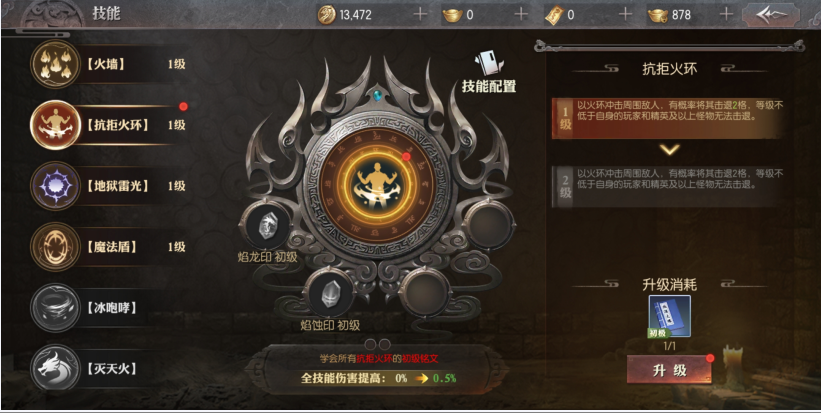 技能
13,472
0
0
878
【火墙】 1级
【抗拒火环】 1级
【地狱雷光】 1级
【魔法盾】 1级
【冰咆哮】
【灭天火】
技能配置
焰龙印 初级
焰蚀印 初级
学会所有抗拒火环的初级铭文
全技能伤害提高: 0% 0.5%
抗拒火环
1级
以火环冲击周围敌人,有概率将其击退2格,等级不
低于自身的玩家和精英及以上怪物无法击退。
2级
以火环冲击周围敌人,有概率将其击退2格,等级不
低于自身的玩家和精英及以上怪物无法击退。
升级消耗
初级
1/1
升 级